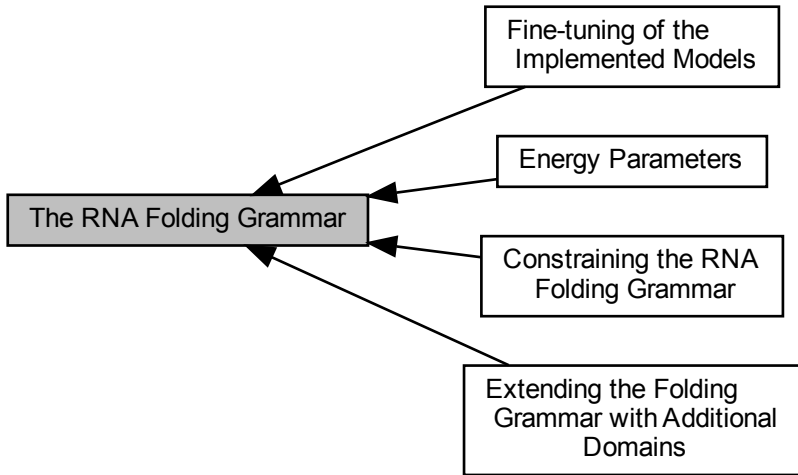 Fine-tuning of the
Implemented Models
Energy Parameters
The RNA Folding Grammar
Constraining the RNA
Folding Grammar
Extending the Folding
Grammar with Additional
Domains